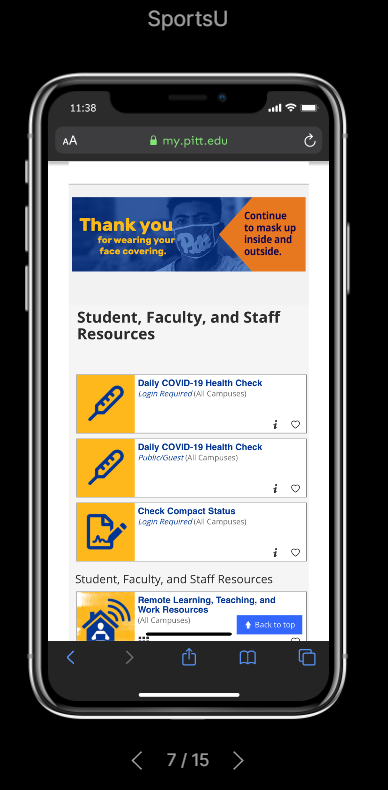 SportsU
11:38
AA
my.pitt.edu
Thank you
for wearing your
face covering.
Pitt
Continue
to mask up
inside and
outside.
Student, Faculty, and Staff
Resources
Daily COVID-19 Health Check
Login Required (All Campuses)
i
Daily COVID-19 Health Check
Public/Guest (All Campuses)
i
Check Compact Status
Login Required (All Campuses)
i
Student, Faculty, and Staff Resources
Remote Learning, Teaching, and
Work Resources
(All Campuses)
Back to top
7 / 15